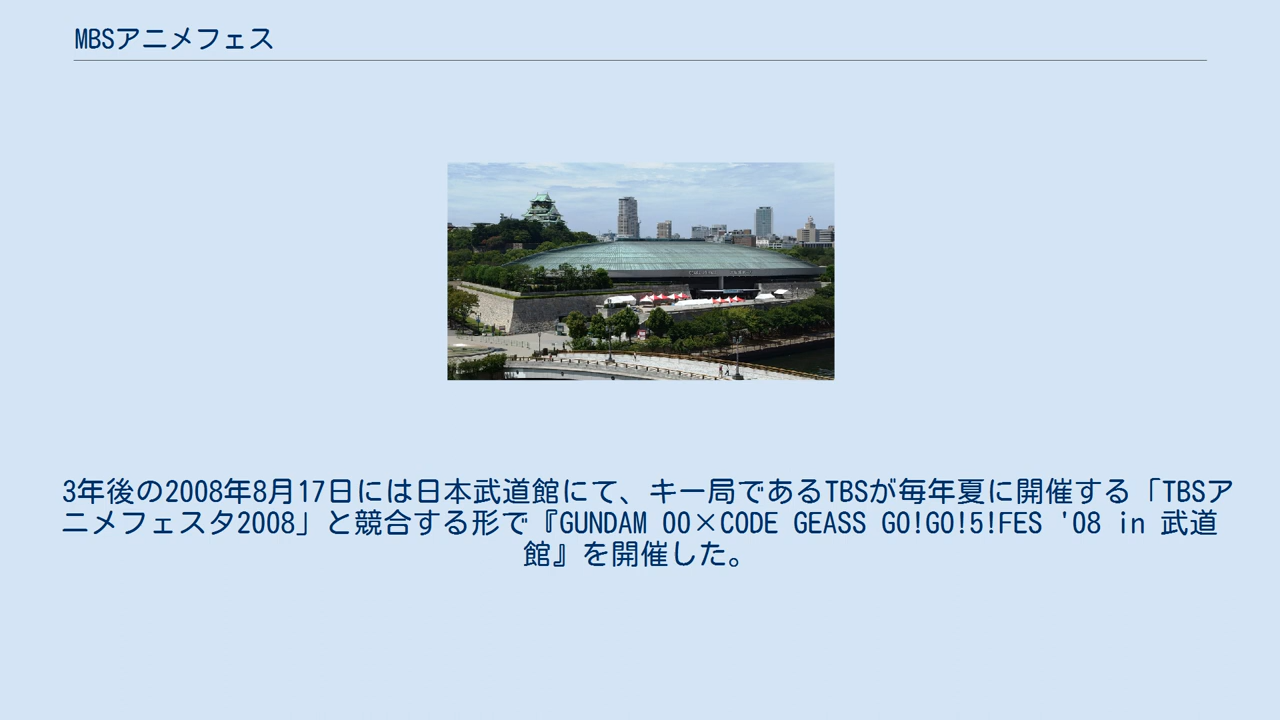 MBSアニメフェス
3年後の2008年8月17日には日本武道館にて、キー局であるTBSが毎年夏に開催する「TBSア
ニメフェスタ2008」と競合する形で『GUNDAM 00×CODE GEASS GO!GO!5!FES '08 in 武道
館』を開催した。